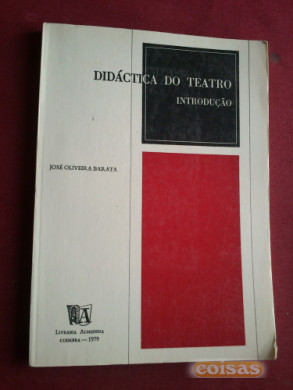 DIDÁCTICA DO TEATRO
INTRODUÇÃO
JOSÉ OLIVEIRA BARATA
LIVRARIA ALMEDINA
COIMBRA — 1979
coisas